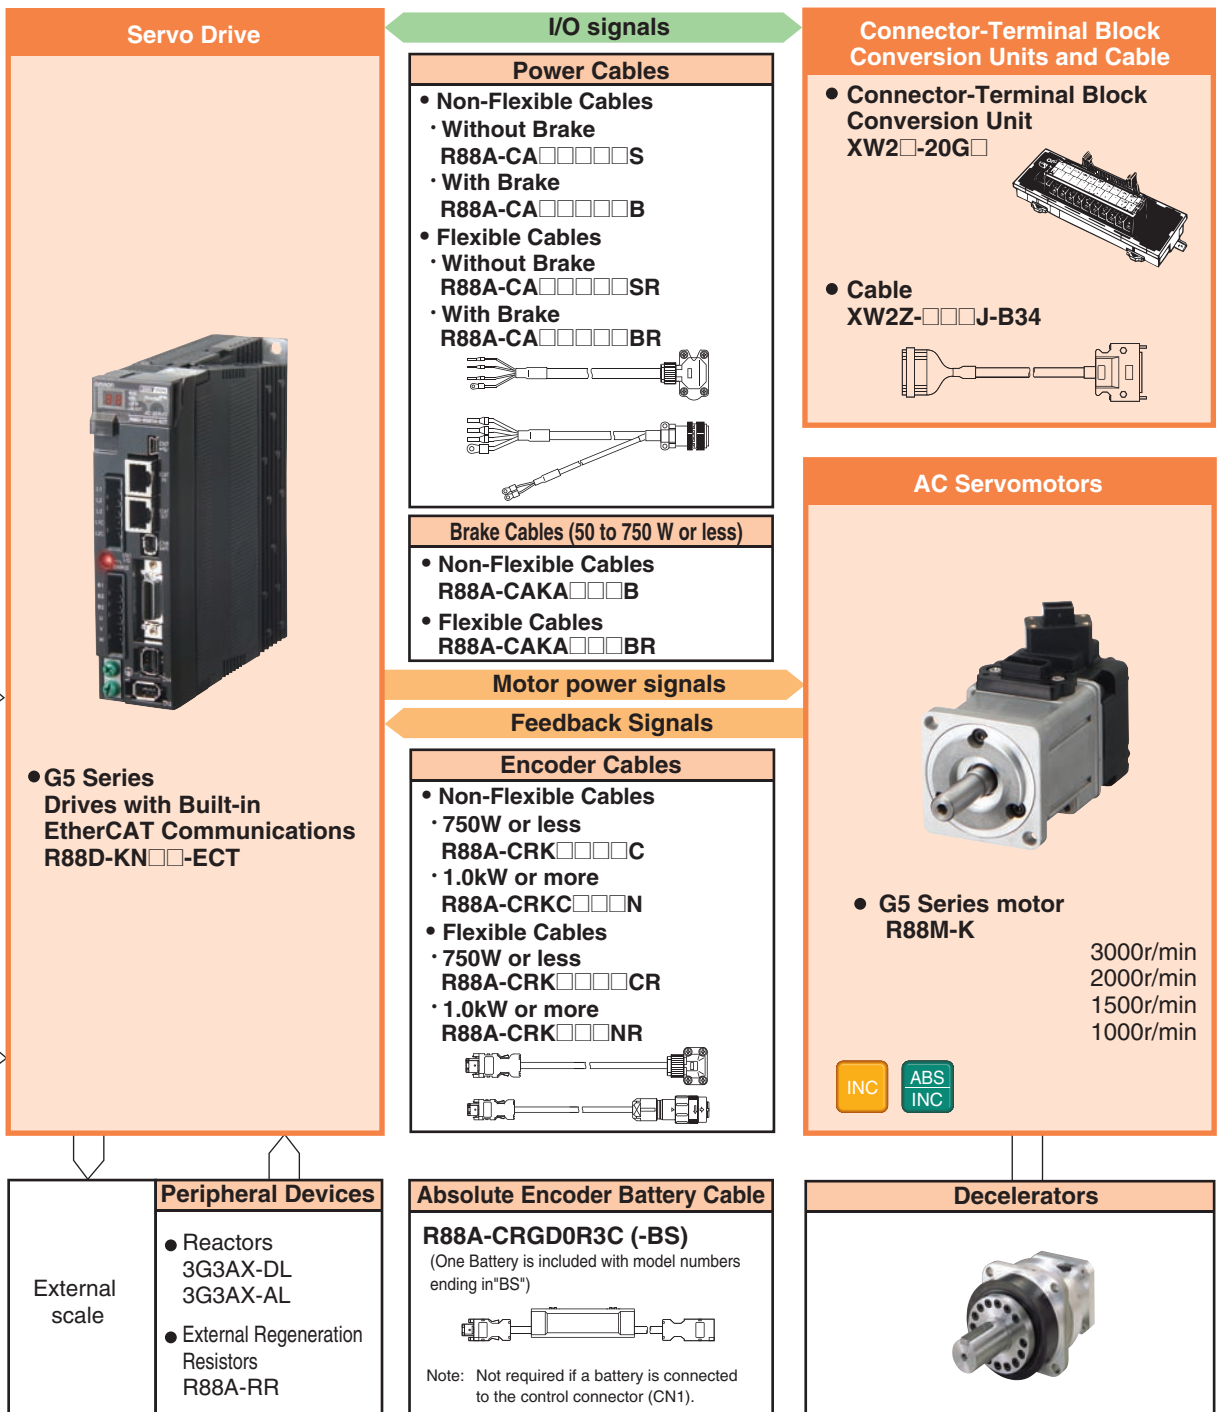 Servo Drive
I/O signals
Connector-Terminal Block
Conversion Units and Cable
Power Cables
• Non-Flexible Cables
・Without Brake
R88A-CA□□□□□S
・With Brake
R88A-CA□□□□□B
• Flexible Cables
・Without Brake
R88A-CA□□□□□SR
・With Brake
R88A-CA□□□□□BR
● Connector-Terminal Block
Conversion Unit
XW2□-20G□
● Cable
XW2Z-□□□J-B34
Brake Cables (50 to 750 W or less)
• Non-Flexible Cables
R88A-CAKA□□□B
• Flexible Cables
R88A-CAKA□□□BR
AC Servomotors
Motor power signals
Feedback Signals
● G5 Series
Drives with Built-in
EtherCAT Communications
R88D-KN□□-ECT
Encoder Cables
• Non-Flexible Cables
・750W or less
R88A-CRK□□□□C
・1.0kW or more
R88A-CRKC□□□N
• Flexible Cables
・750W or less
R88A-CRK□□□□CR
・1.0kW or more
R88A-CRK□□□NR
● G5 Series motor
R88M-K
3000r/min
2000r/min
1500r/min
1000r/min
INC
ABS
INC
External
scale
Peripheral Devices
● Reactors
3G3AX-DL
3G3AX-AL
● External Regeneration
Resistors
R88A-RR
Absolute Encoder Battery Cable
R88A-CRGD0R3C (-BS)
(One Battery is included with model numbers
ending in"BS")
Note: Not required if a battery is connected
to the control connector (CN1).
Decelerators